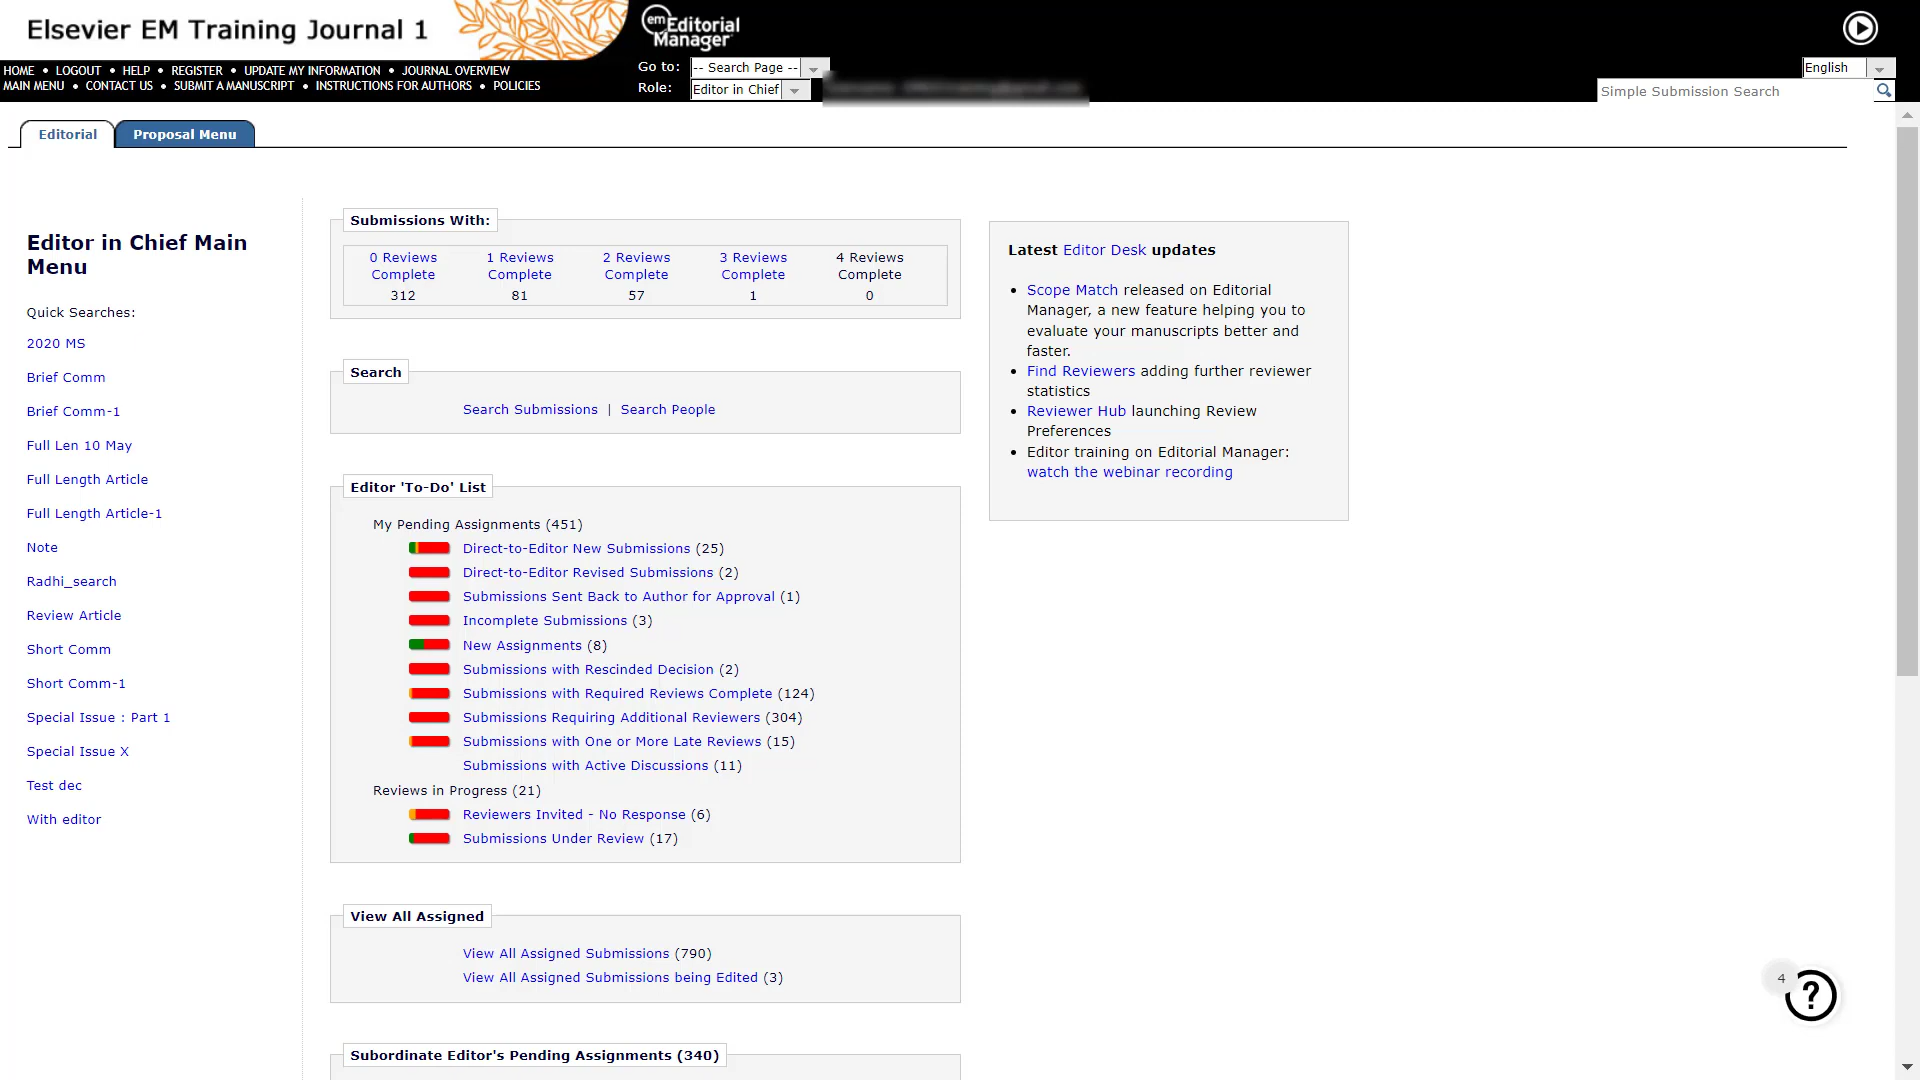 Elsevier EM Training Journal 1
em Editorial Manager®
HOME • LOGOUT • HELP • REGISTER • UPDATE MY INFORMATION • JOURNAL OVERVIEW
MAIN MENU • CONTACT US • SUBMIT A MANUSCRIPT • INSTRUCTIONS FOR AUTHORS • POLICIES
Go to: -- Search Page --
Role: Editor in Chief
English
Simple Submission Search
Editorial
Proposal Menu
Editor in Chief Main
Menu
Quick Searches:
2020 MS
Brief Comm
Brief Comm-1
Full Len 10 May
Full Length Article
Full Length Article-1
Note
Radhi_search
Review Article
Short Comm
Short Comm-1
Special Issue : Part 1
Special Issue X
Test dec
With editor
Submissions With:
0 Reviews Complete 312
1 Reviews Complete 81
2 Reviews Complete 57
3 Reviews Complete 1
4 Reviews Complete 0
Search
Search Submissions | Search People
Editor 'To-Do' List
My Pending Assignments (451)
Direct-to-Editor New Submissions (25)
Direct-to-Editor Revised Submissions (2)
Submissions Sent Back to Author for Approval (1)
Incomplete Submissions (3)
New Assignments (8)
Submissions with Rescinded Decision (2)
Submissions with Required Reviews Complete (124)
Submissions Requiring Additional Reviewers (304)
Submissions with One or More Late Reviews (15)
Submissions with Active Discussions (11)
Reviews in Progress (21)
Reviewers Invited - No Response (6)
Submissions Under Review (17)
View All Assigned
View All Assigned Submissions (790)
View All Assigned Submissions being Edited (3)
Subordinate Editor's Pending Assignments (340)
Latest Editor Desk updates
• Scope Match released on Editorial
Manager, a new feature helping you to
evaluate your manuscripts better and
faster.
• Find Reviewers adding further reviewer
statistics
• Reviewer Hub launching Review
Preferences
• Editor training on Editorial Manager:
watch the webinar recording
4
?